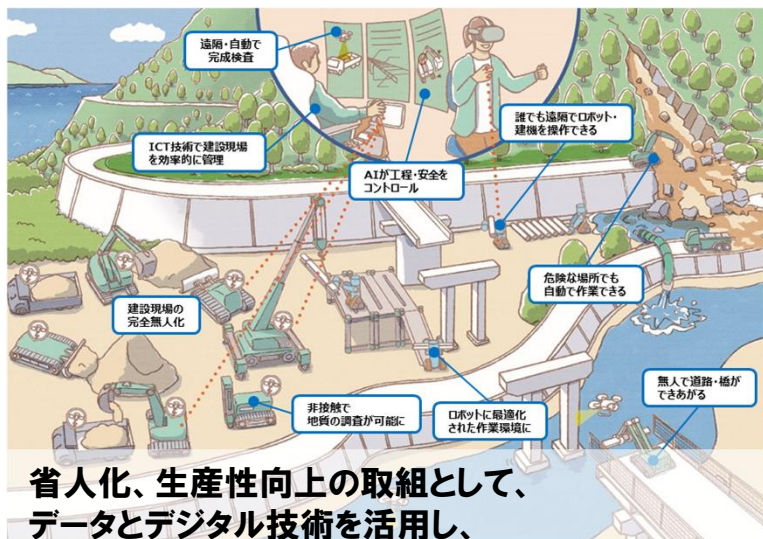 遠隔・自動で
完成検査
ICT技術で建設現場
を効率的に管理
AIが工程・安全を
コントロール
誰でも遠隔でロボット・
建機を操作できる
危険な場所でも
自動で作業できる
建設現場の
完全無人化
非接触で
地質の調査が可能に
ロボットに最適化
された作業環境に
無人で道路・橋が
できあがる
省人化、生産性向上の取組として、
データとデジタル技術を活用し、